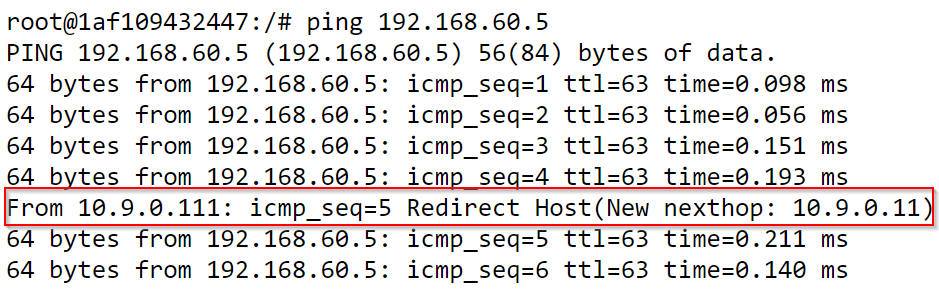 root@1af109432447:/# ping 192.168.60.5
PING 192.168.60.5 (192.168.60.5) 56(84) bytes of data.
64 bytes from 192.168.60.5: icmp_seq=1 ttl=63 time=0.098 ms
64 bytes from 192.168.60.5: icmp_seq=2 ttl=63 time=0.056 ms
64 bytes from 192.168.60.5: icmp_seq=3 ttl=63 time=0.151 ms
64 bytes from 192.168.60.5: icmp_seq=4 ttl=63 time=0.193 ms
From 10.9.0.111: icmp_seq=5 Redirect Host(New nexthop: 10.9.0.11)
64 bytes from 192.168.60.5: icmp_seq=5 ttl=63 time=0.211 ms
64 bytes from 192.168.60.5: icmp_seq=6 ttl=63 time=0.140 ms